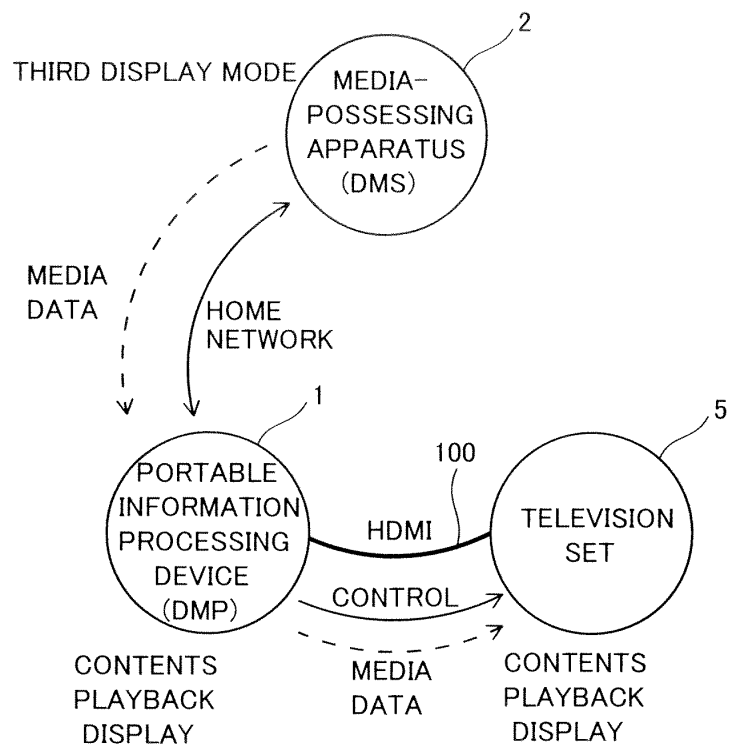 2
THIRD DISPLAY MODE
MEDIA-
POSSESSING
APPARATUS
(DMS)
MEDIA
DATA
HOME
NETWORK
1
PORTABLE
INFORMATION
PROCESSING
DEVICE
(DMP)
HDMI
100
5
TELEVISION
SET
CONTROL
MEDIA
DATA
CONTENTS
PLAYBACK
DISPLAY
CONTENTS
PLAYBACK
DISPLAY